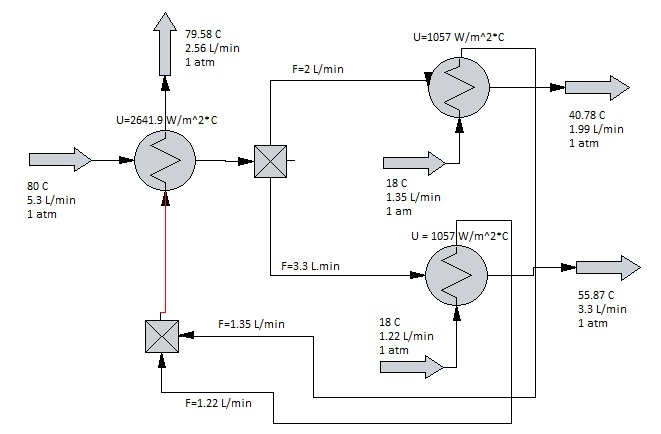 79.58 C
2.56 L/min
1 atm
U=2641.9 W/m^2*C
80 C
5.3 L/min
1 atm
F=2 L/min
U=1057 W/m^2*C
40.78 C
1.99 L/min
1 atm
18 C
1.35 L/min
1 am
U = 1057 W/m^2*C
F=3.3 L.min
55.87 C
3.3 L/min
1 atm
18 C
1.22 L/min
1 atm
F=1.35 L/min
F=1.22 L/min